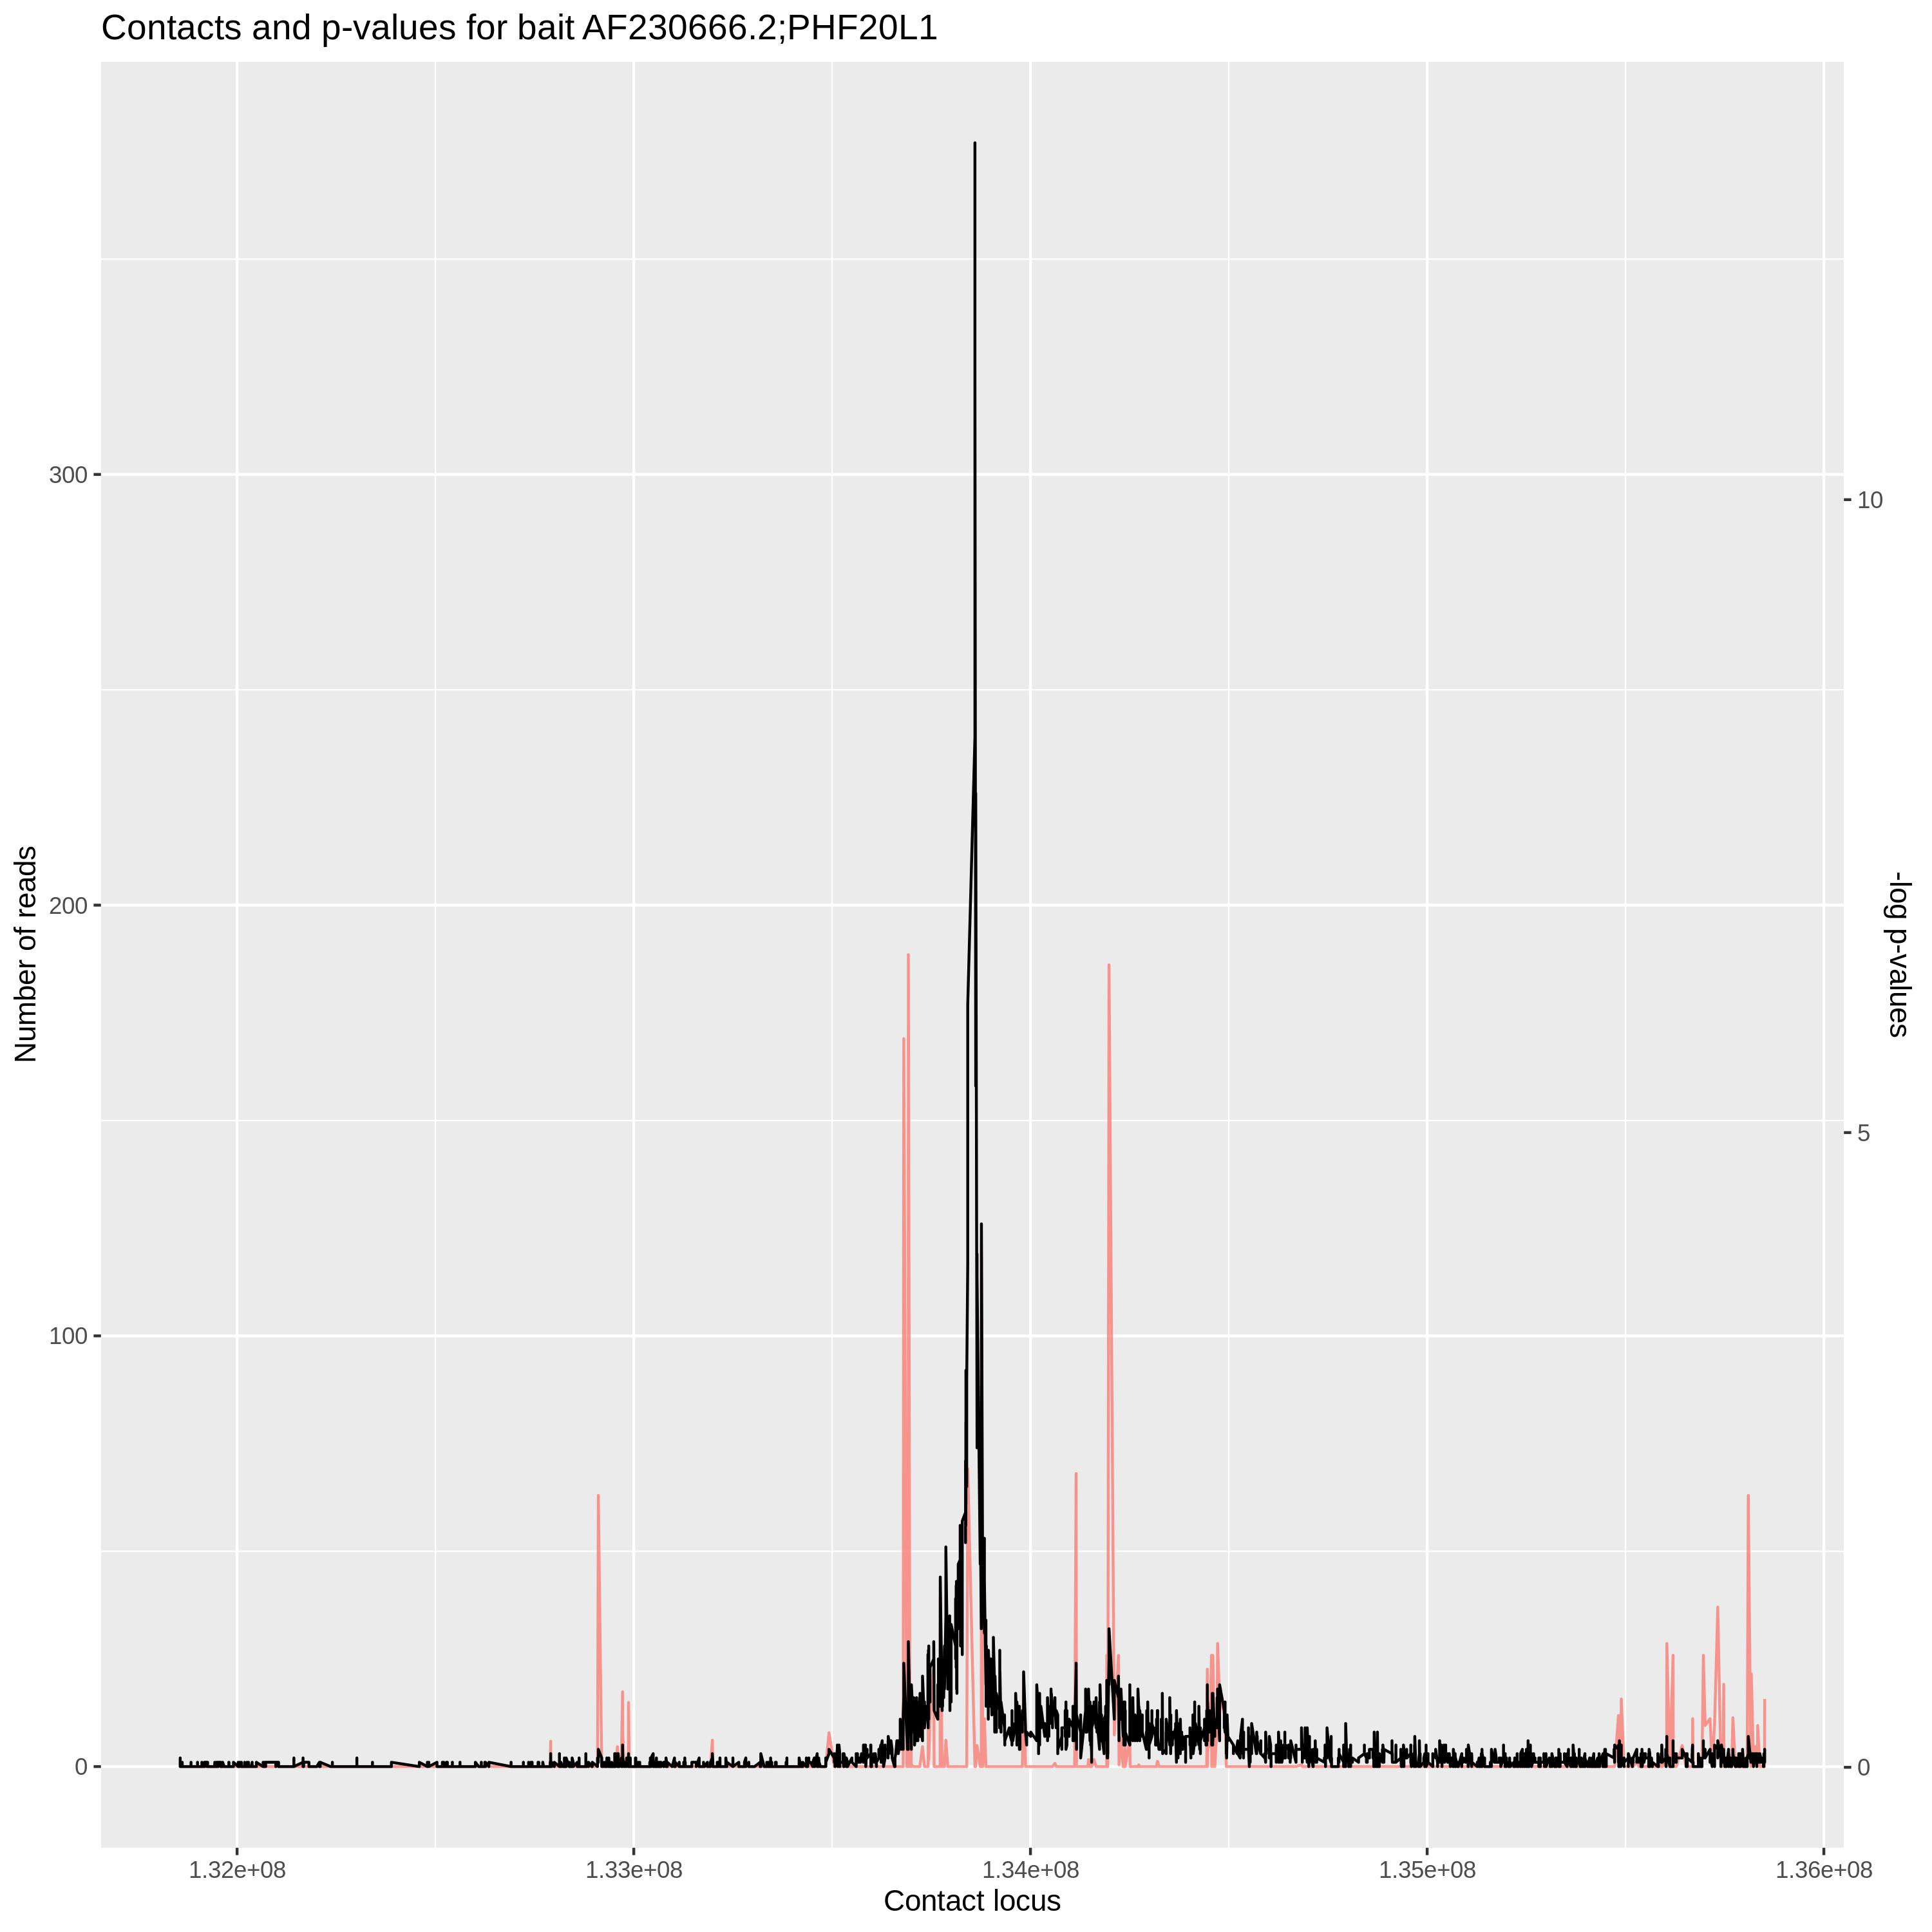 Contacts and p-values for bait AF230666.2;PHF20L1
Number of reads
300
200
100
0
10
5
0
-log p-values
1.32e+08
1.33e+08
1.34e+08
1.35e+08
1.36e+08
Contact locus